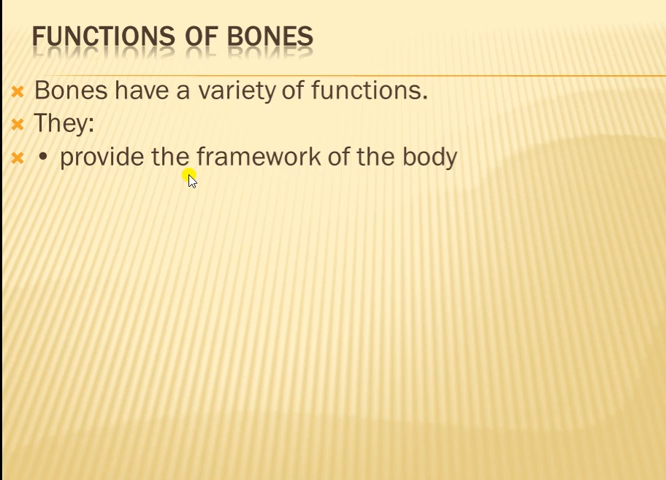 FUNCTIONS OF BONES
Bones have a variety of functions.
They:
• provide the framework of the body